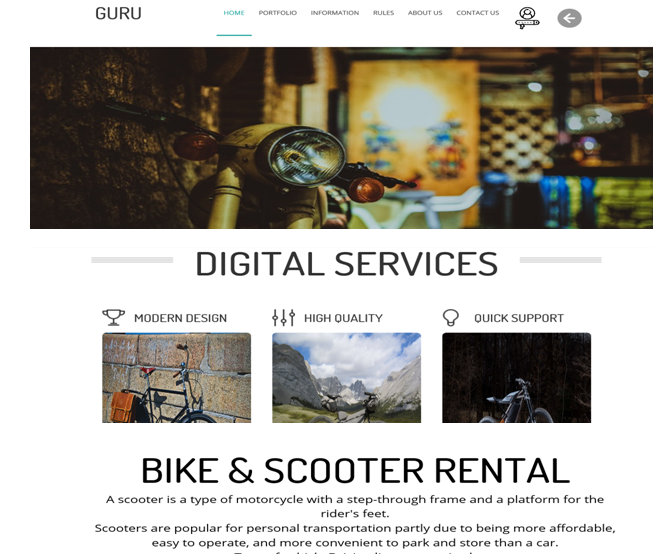 GURU
HOME PORTFOLIO INFORMATION RULES ABOUT US CONTACT US
DIGITAL SERVICES
MODERN DESIGN HIGH QUALITY QUICK SUPPORT
BIKE & SCOOTER RENTAL
A scooter is a type of motorcycle with a step-through frame and a platform for the
rider's feet.
Scooters are popular for personal transportation partly due to being more affordable,
easy to operate, and more convenient to park and store than a car.